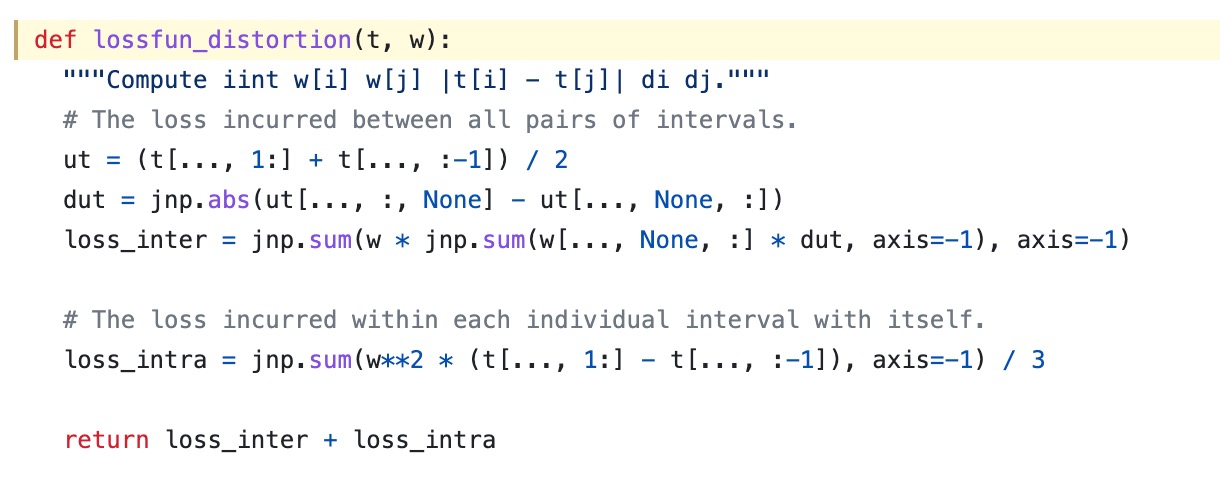 def lossfun_distortion(t, w):
  """Compute iint w[i] w[j] |t[i] - t[j]| di dj."""
  # The loss incurred between all pairs of intervals.
  ut = (t[..., 1:] + t[..., :-1]) / 2
  dut = jnp.abs(ut[..., :, None] - ut[..., None, :])
  loss_inter = jnp.sum(w * jnp.sum(w[..., None, :] * dut, axis=-1), axis=-1)

  # The loss incurred within each individual interval with itself.
  loss_intra = jnp.sum(w**2 * (t[..., 1:] - t[..., :-1]), axis=-1) / 3

  return loss_inter + loss_intra